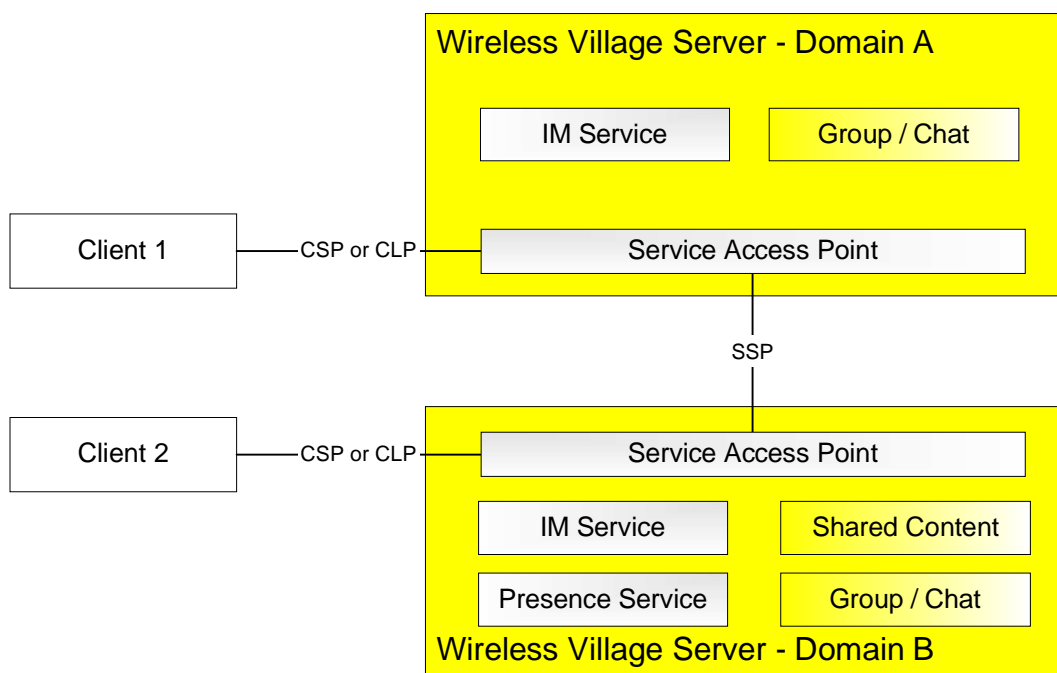 Wireless Village Server - Domain A
IM Service
Group / Chat
Client 1
CSP or CLP
Service Access Point
SSP
Client 2
CSP or CLP
Service Access Point
IM Service
Shared Content
Presence Service
Group / Chat
Wireless Village Server - Domain B